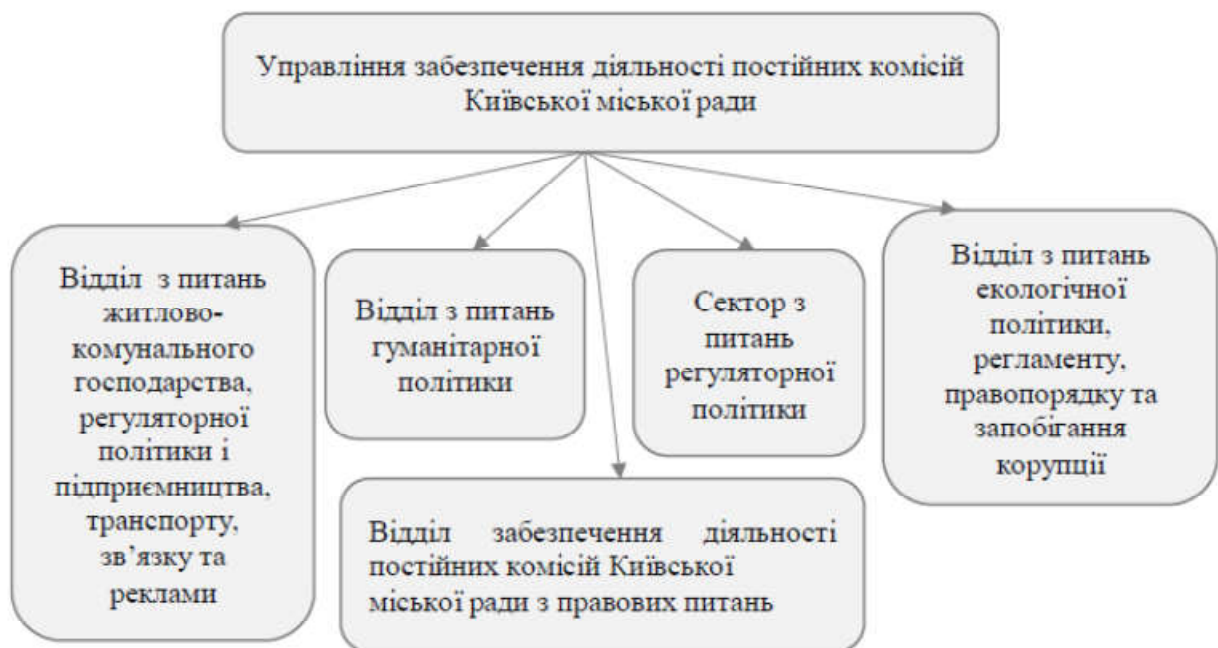 Управління забезпечення діяльності постійних комісій
Київської міської ради
Відділ з питань
житлово-
комунального
господарства,
регуляторної
політики і
підприємництва,
транспорту,
зв’язку та
реклами
Відділ з питань
гуманітарної
політики
Сектор з
питань
регуляторної
політики
Відділ з питань
екологічної
політики,
регламенту,
правопорядку та
запобігання
корупції
Відділ забезпечення діяльності
постійних комісій Київської
міської ради з правових питань